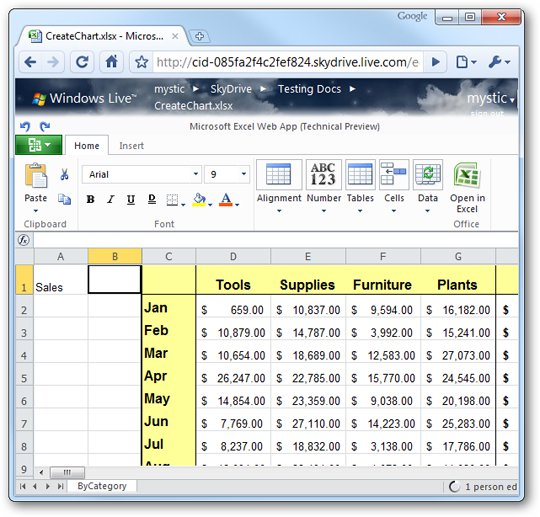 Google
CreateChart.xlsx - Micros...
http://cid-085fa2f4c2fef824.skydrive.live.com/e
Windows Live™ mystic ▸ SkyDrive ▸ Testing Docs ▸
CreateChart.xlsx
mystic
sign out
Microsoft Excel Web App (Technical Preview)
Home Insert
Arial 9
Paste B I U D Alignment ABC 123 Number Tables Cells Data Open in Excel
Clipboard Font Office
fx
A B C D E F G
1 Sales Tools Supplies Furniture Plants
2 Jan $ 659.00 $ 10,837.00 $ 9,594.00 $ 16,182.00 $
3 Feb $ 10,879.00 $ 14,787.00 $ 3,992.00 $ 15,241.00 $
4 Mar $ 10,654.00 $ 18,689.00 $ 12,583.00 $ 27,073.00 $
5 Apr $ 26,247.00 $ 22,785.00 $ 15,770.00 $ 24,545.00 $
6 May $ 14,854.00 $ 23,359.00 $ 9,038.00 $ 20,198.00 $
7 Jun $ 7,769.00 $ 27,110.00 $ 14,223.00 $ 25,283.00 $
8 Jul $ 8,237.00 $ 18,832.00 $ 3,138.00 $ 17,786.00 $
9 Aug
ByCategory 1 person ed